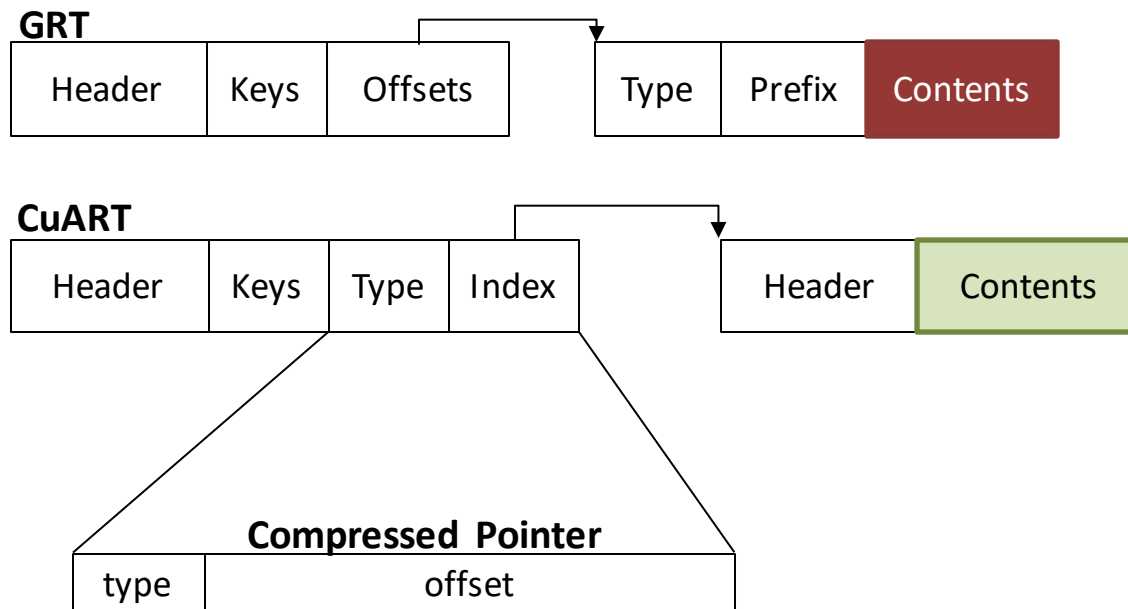 GRT
Header Keys Offsets Type Prefix Contents
CuART
Header Keys Type Index Header Contents
Compressed Pointer
type offset